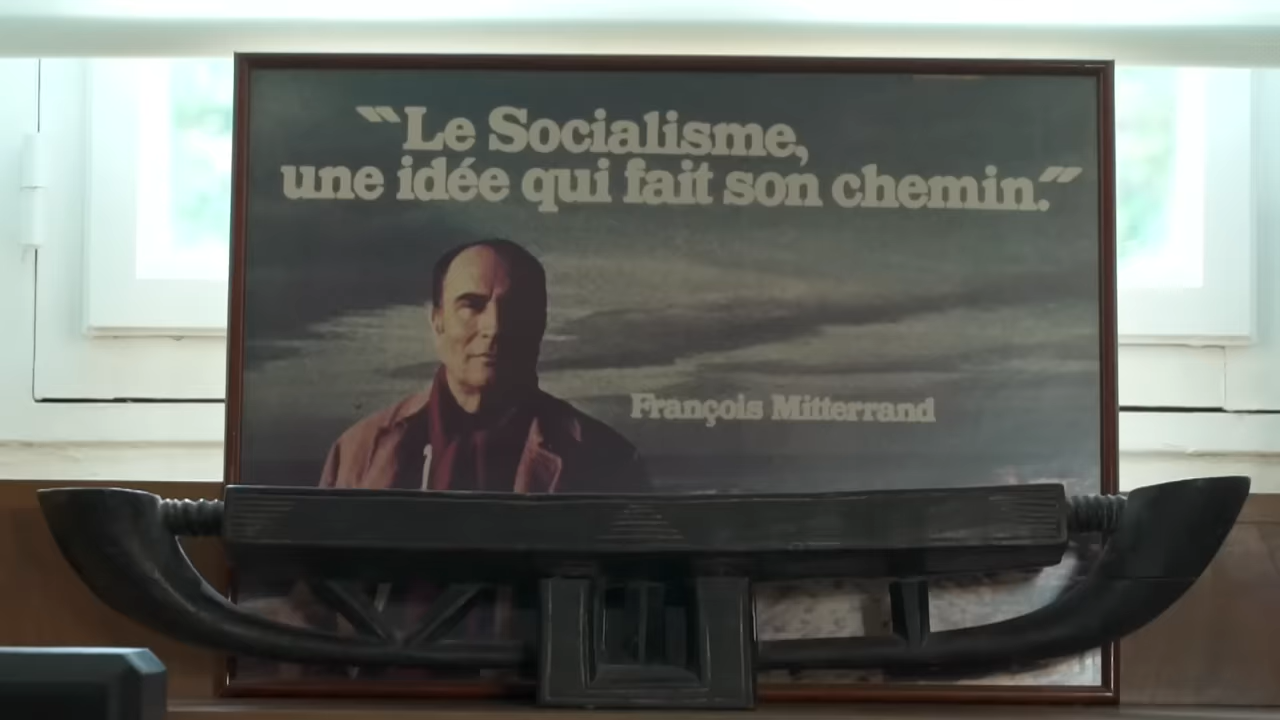 “Le Socialisme,
une idée qui fait son chemin.”
François Mitterrand